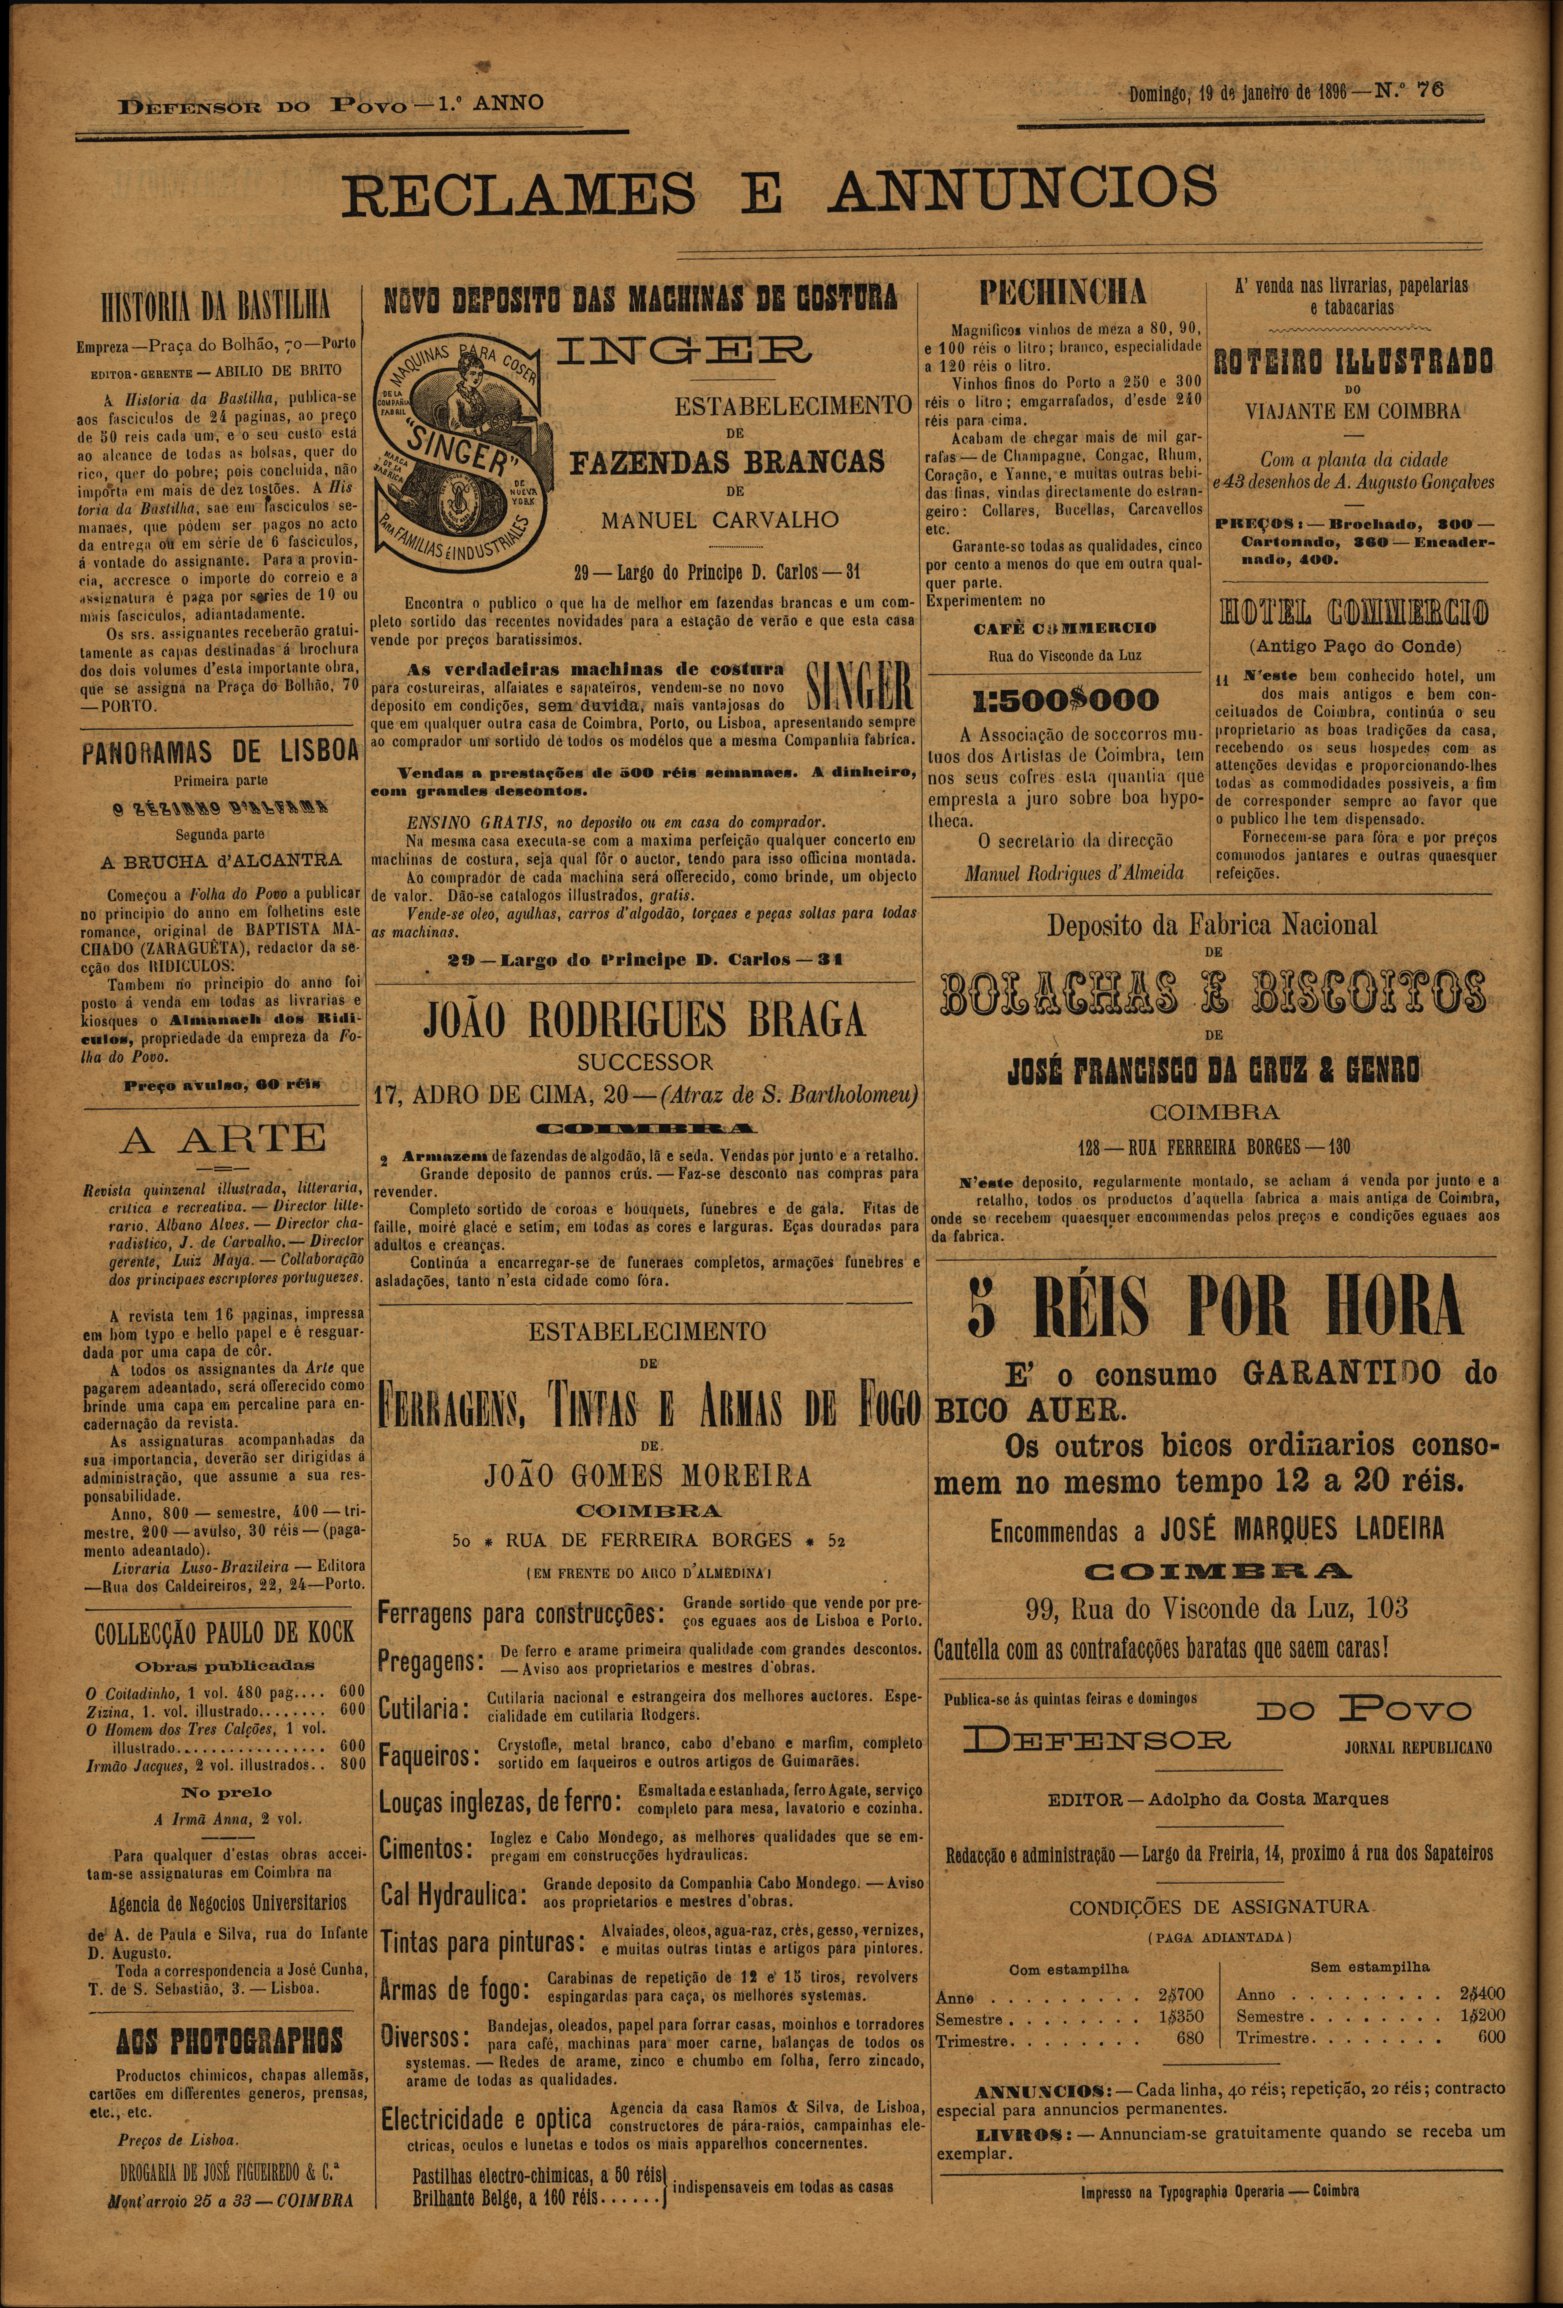 DEFENSOR DO POVO — 1.º ANNO
Domingo, 19 de janeiro de 1896 — N.º 76
RECLAMES E ANNUNCIOS
HISTORIA DA BASTILHA
Empreza — Praça do Bolhão, 70 — Porto
EDITOR-GERENTE — ABILIO DE BRITO
A Historia da Bastilha, publica-se
aos fasciculos de 24 paginas, ao preço
de 50 reis cada um, e o seu custo está
ao alcance de todas as bolsas, quer do
rico, quer do pobre; pois concluida, não
importa em mais de dez tostões. A His
toria da Bastilha, sae em fasciculos se-
manaes, que pódem ser pagos no acto
da entrega ou em série de 6 fasciculos,
á vontade do assignante. Para a provin-
cia, accresce o importe do correio e a
assignatura é paga por series de 10 ou
mais fasciculos, adiantadamente.
Os srs. assignantes receberão gratui-
tamente as capas destinadas á brochura
dos dois volumes d'esta importante obra,
que se assigna na Praça do Bolhão, 70
— PORTO.
PANORAMAS DE LISBOA
Primeira parte
O ZÉZINHO D'ALFAMA
Segunda parte
A BRUCHA d'ALCANTRA
Começou a Folha do Povo a publicar
no principio do anno em folhetins este
romance, original de BAPTISTA MA-
CHADO (ZARAGUÊTA), redactor da se-
cção dos RIDICULOS.
Tambem no principio do anno foi
posto á venda em todas as livrarias e
kiosques o Almanach dos Ridi-
culos, propriedade da empreza da Fo-
lha do Povo.
Preço avulso, 60 réis
A ARTE
Revista quinzenal illustrada, litteraria,
critica e recreativa. — Director litte-
rario, Albano Alves. — Director cha-
radistico, J. de Carvalho. — Director
gerente, Luiz Maya. — Collaboração
dos principaes escriptores portuguezes.
A revista tem 16 paginas, impressa
em bom typo e bello papel e é resguar-
dada por uma capa de côr.
A todos os assignantes da Arte que
pagarem adeantado, será offerecido como
brinde uma capa em percaline para en-
cadernação da revista.
As assignaturas acompanhadas da
sua importancia, deverão ser dirigidas á
administração, que assume a sua res-
ponsabilidade.
Anno, 800 — semestre, 400 — tri-
mestre, 200 — avulso, 30 réis — (paga-
mento adeantado).
Livraria Luso-Brazileira — Editora
— Rua dos Caldeireiros, 22, 24 — Porto.
COLLECÇÃO PAULO DE KOCK
Obras publicadas
O Coitadinho, 1 vol. 480 pag.... 600
Zizina, 1. vol. illustrado........ 600
O Homem dos Tres Calções, 1 vol.
illustrado................. 600
Irmão Jacques, 2 vol. illustrados.. 800
No prelo
A Irmã Anna, 2 vol.
Para qualquer d'estas obras accei-
tam-se assignaturas em Coimbra na
Agencia de Negocios Universitarios
de A. de Paula e Silva, rua do Infante
D. Augusto.
Toda a correspondencia a José Cunha,
T. de S. Sebastião, 3. — Lisboa.
AOS PHOTOGRAPHOS
Productos chimicos, chapas allemãs,
cartões em differentes generos, prensas,
etc., etc.
Preços de Lisboa.
DROGARIA DE JOSÉ FIGUEIREDO & C.ª
Mont'arroio 25 a 33 — COIMBRA
NOVO DEPOSITO DAS MACHINAS DE COSTURA
MAQUINAS PARA COSER
DE LA
COMPAÑIA
FABRIL
"SINGER"
MARCA
DE LA
FABRICA
DE
NUEVA
YORK
PARA FAMILIAS é INDUSTRIALES
INGER
ESTABELECIMENTO
DE
FAZENDAS BRANCAS
DE
MANUEL CARVALHO
29 — Largo do Principe D. Carlos — 31
Encontra o publico o que ha de melhor em fazendas brancas e um com-
pleto sortido das recentes novidades para a estação de verão e que esta casa
vende por preços baratissimos.
As verdadeiras machinas de costura SINGER
para costureiras, alfaiates e sapateiros, vendem-se no novo
deposito em condições, sem duvida, mais vantajosas do
que em qualquer outra casa de Coimbra, Porto, ou Lisboa, apresentando sempre
ao comprador um sortido de todos os modélos que a mesma Companhia fabrica.
Vendas a prestações de 500 réis semanaes. A dinheiro,
com grandes descontos.
ENSINO GRATIS, no deposito ou em casa do comprador.
Na mesma casa executa-se com a maxima perfeição qualquer concerto em
machinas de costura, seja qual fôr o auctor, tendo para isso officina montada.
Ao comprador de cada machina será offerecido, como brinde, um objecto
de valor. Dão-se catalogos illustrados, gratis.
Vende-se oleo, agulhas, carros d'algodão, torçaes e peças soltas para todas
as machinas.
29 — Largo do Principe D. Carlos — 31
JOÃO RODRIGUES BRAGA
SUCCESSOR
17, ADRO DE CIMA, 20 — (Atraz de S. Bartholomeu)
COIMBRA
2 Armazem de fazendas de algodão, lã e seda. Vendas por junto e a retalho.
Grande deposito de pannos crús. — Faz-se desconto nas compras para
revender.
Completo sortido de coroas e bouquets, funebres e de gala. Fitas de
faille, moiré glacé e setim, em todas as cores e larguras. Eças douradas para
adultos e creanças.
Continúa a encarregar-se de funeraes completos, armações funebres e
asladações, tanto n'esta cidade como fóra.
ESTABELECIMENTO
DE
FERRAGENS, TINTAS E ARMAS DE FOGO
DE
JOÃO GOMES MOREIRA
COIMBRA
50 * RUA DE FERREIRA BORGES * 52
(EM FRENTE DO ARCO D'ALMEDINA)
Ferragens para construcções: Grande sortido que vende por pre-
ços eguaes aos de Lisboa e Porto.
Pregagens: De ferro e arame primeira qualidade com grandes descontos.
— Aviso aos proprietarios e mestres d'obras.
Cutilaria: Cutilaria nacional e estrangeira dos melhores auctores. Espe-
cialidade em cutilaria Rodgers.
Faqueiros: Crystofle, metal branco, cabo d'ebano e marfim, completo
sortido em faqueiros e outros artigos de Guimarães.
Louças inglezas, de ferro: Esmaltada e estanhada, ferro Agate, serviço
completo para mesa, lavatorio e cozinha.
Cimentos: Inglez e Cabo Mondego, as melhores qualidades que se em-
pregam em construcções hydraulicas.
Cal Hydraulica: Grande deposito da Companhia Cabo Mondego. — Aviso
aos proprietarios e mestres d'obras.
Tintas para pinturas: Alvaiades, oleos, agua-raz, crés, gesso, vernizes,
e muitas outras tintas e artigos para pintores.
Armas de fogo: Carabinas de repetição de 12 e 15 tiros, revolvers
espingardas para caça, os melhores systemas.
Diversos: Bandejas, oleados, papel para forrar casas, moinhos e torradores
para café, machinas para moer carne, balanças de todos os
systemas. — Redes de arame, zinco e chumbo em folha, ferro zincado,
arame de todas as qualidades.
Electricidade e optica Agencia da casa Ramos & Silva, de Lisboa,
constructores de pára-raios, campainhas ele-
ctricas, oculos e lunetas e todos os mais apparelhos concernentes.
Pastilhas electro-chimicas, a 50 réis
Brilhante Belge, a 160 réis......
indispensaveis em todas as casas
PECHINCHA
Magnificos vinhos de meza a 80, 90,
e 100 réis o litro; branco, especialidade
a 120 réis o litro.
Vinhos finos do Porto a 250 e 300
réis o litro; emgarrafados, d'esde 240
réis para cima.
Acabam de chegar mais de mil gar-
rafas — de Champagne, Congac, Rhum,
Coração, e Yanne, e muitas outras bebi-
das finas, vindas directamente do estran-
geiro: Collares, Bucellas, Carcavellos
etc.
Garante-se todas as qualidades, cinco
por cento a menos do que em outra qual-
quer parte.
Experimentem no
CAFÉ COMMERCIO
Rua do Visconde da Luz
1:500$000
A Associação de soccorros mu-
tuos dos Artistas de Coimbra, tem
nos seus cofres esta quantia que
empresta a juro sobre boa hypo-
theca.
O secretario da direcção
Manuel Rodrigues d'Almeida
A' venda nas livrarias, papelarias
e tabacarias
ROTEIRO ILLUSTRADO
DO
VIAJANTE EM COIMBRA
Com a planta da cidade
e 43 desenhos de A. Augusto Gonçalves
PREÇOS: — Brochado, 300 —
Cartonado, 360 — Encader-
nado, 400.
HOTEL COMMERCIO
(Antigo Paço do Conde)
11 N'este bem conhecido hotel, um
dos mais antigos e bem con-
ceituados de Coimbra, continúa o seu
proprietario as boas tradições da casa,
recebendo os seus hospedes com as
attenções devidas e proporcionando-lhes
todas as commodidades possiveis, a fim
de corresponder sempre ao favor que
o publico lhe tem dispensado.
Fornecem-se para fóra e por preços
commodos jantares e outras quaesquer
refeições.
Deposito da Fabrica Nacional
DE
BOLACHAS E BISCOITOS
DE
JOSÉ FRANCISCO DA CRUZ & GENRO
COIMBRA
128 — RUA FERREIRA BORGES — 130
N'este deposito, regularmente montado, se acham á venda por junto e a
retalho, todos os productos d'aquella fabrica a mais antiga de Coimbra,
onde se recebem quaesquer encommendas pelos preços e condições eguaes aos
da fabrica.
5 RÉIS POR HORA
E' o consumo GARANTIDO do
BICO AUER.
Os outros bicos ordinarios conso-
mem no mesmo tempo 12 a 20 réis.
Encommendas a JOSÉ MARQUES LADEIRA
COIMBRA
99, Rua do Visconde da Luz, 103
Cautella com as contrafacções baratas que saem caras!
Publica-se ás quintas feiras e domingos
DEFENSOR DO POVO
JORNAL REPUBLICANO
EDITOR — Adolpho da Costa Marques
Redacção e administração — Largo da Freiria, 14, proximo á rua dos Sapateiros
CONDIÇÕES DE ASSIGNATURA
(PAGA ADIANTADA)
Com estampilha
Anno . . . . . . . . . 2$700
Semestre . . . . . . . . 1$350
Trimestre. . . . . . . . 680
Sem estampilha
Anno . . . . . . . . . 2$400
Semestre . . . . . . . . 1$200
Trimestre. . . . . . . . 600
ANNUNCIOS: — Cada linha, 40 réis; repetição, 20 réis; contracto
especial para annuncios permanentes.
LIVROS: — Annunciam-se gratuitamente quando se receba um
exemplar.
Impresso na Typographia Operaria — Coimbra